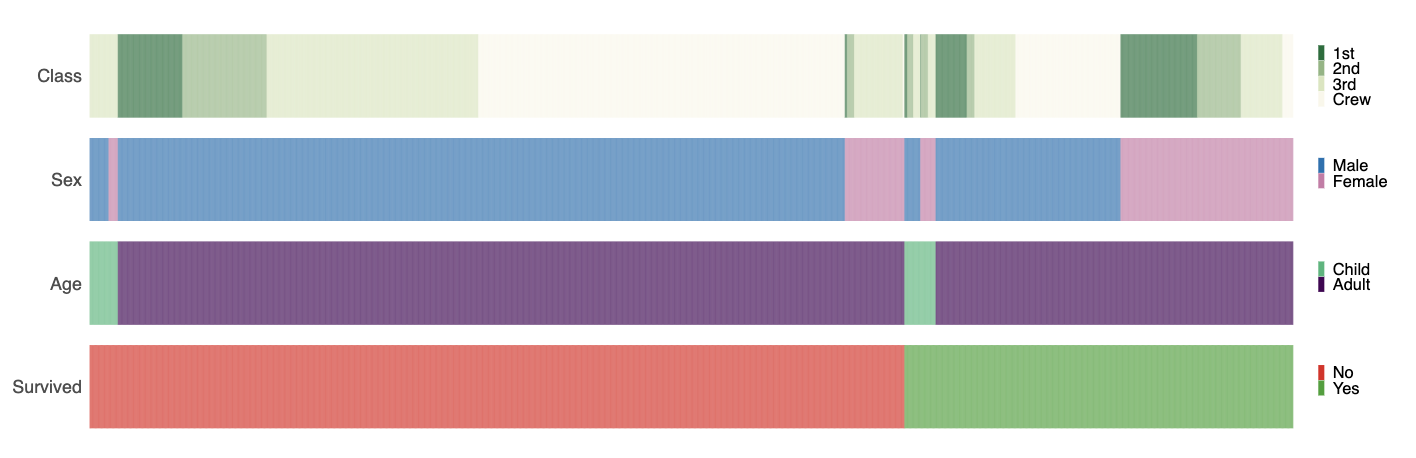 Class
1st
2nd
3rd
Crew
Sex
Male
Female
Age
Child
Adult
Survived
No
Yes